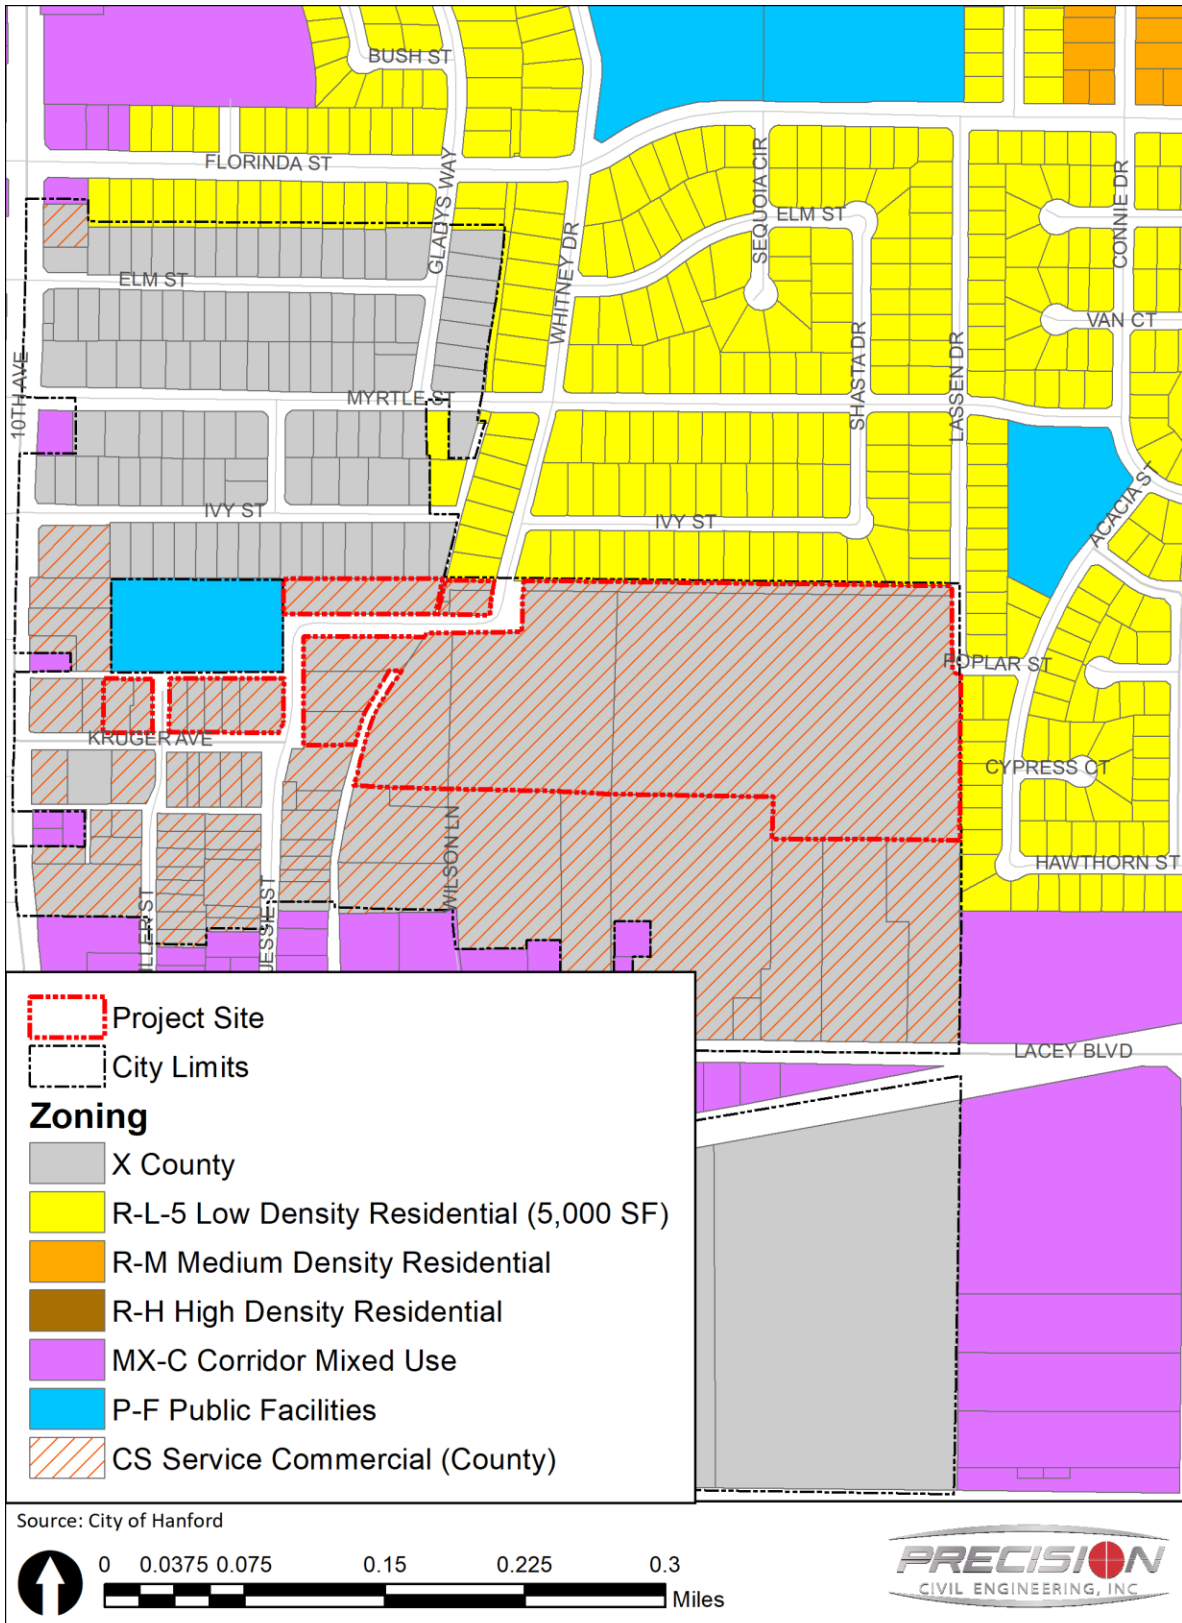 BUSH ST
FLORINDA ST
GLADYS WAY
WHITNEY DR
SEQUOIA CIR
ELM ST
CONNIE DR
ELM ST
VAN CT
10TH AVE
MYRTLE ST
SHASTA DR
LASSEN DR
IVY ST
IVY ST
ACACIA ST
POPLAR ST
KRUGER AVE
CYPRESS CT
WILSON LN
HAWTHORN ST
ILLER ST
JESSIE ST
LACEY BLVD
Project Site
City Limits
Zoning
X County
R-L-5 Low Density Residential (5,000 SF)
R-M Medium Density Residential
R-H High Density Residential
MX-C Corridor Mixed Use
P-F Public Facilities
CS Service Commercial (County)
Source: City of Hanford
0 0.0375 0.075 0.15 0.225 0.3
Miles
PRECISION
CIVIL ENGINEERING, INC